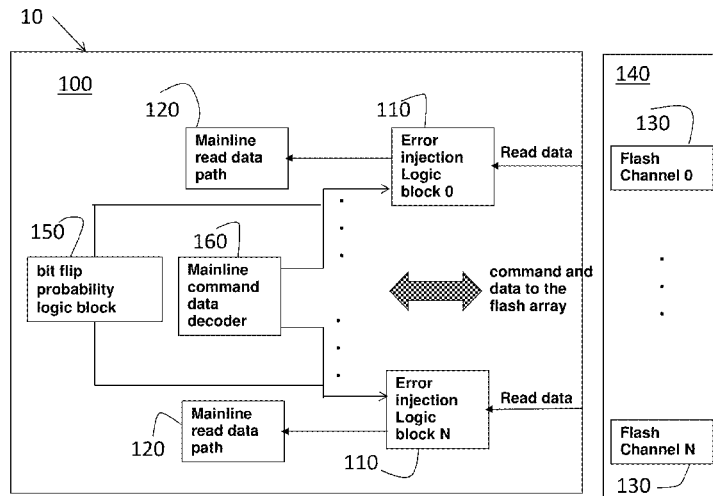 10
100
140
120
110
130
Mainline
read data
path
Error
injection
Logic
block 0
Read data
Flash
Channel 0
150
160
bit flip
probability
logic block
Mainline
command
data
decoder
command and
data to the
flash array
Error
injection
Logic
block N
Read data
Mainline
read data
path
Flash
Channel N
120
110
130